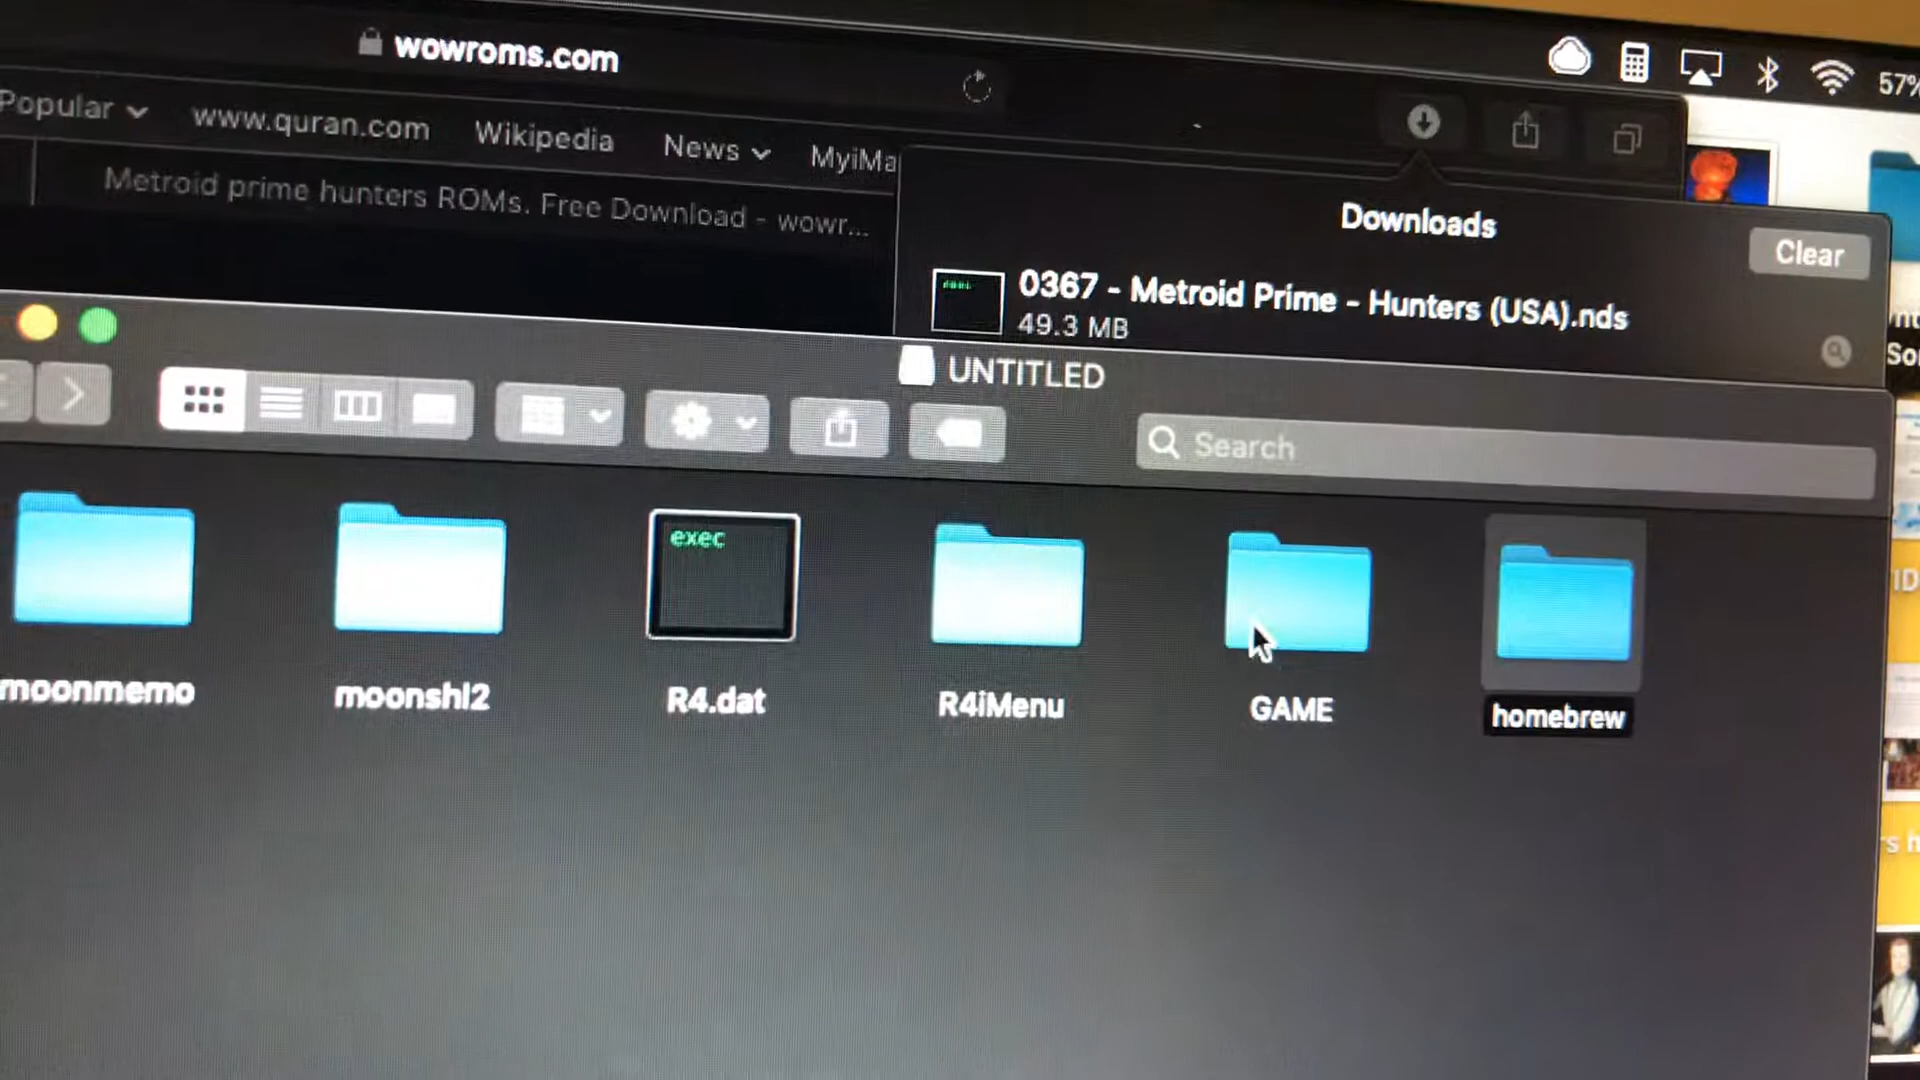 wowroms.com
57%
Popular
www.quran.com
Wikipedia
News
MyiMa
Metroid prime hunters ROMs. Free Download - wowr...
Downloads
Clear
0367 - Metroid Prime - Hunters (USA).nds
49.3 MB
UNTITLED
Search
exec
moonmemo
moonshl2
R4.dat
R4iMenu
GAME
homebrew